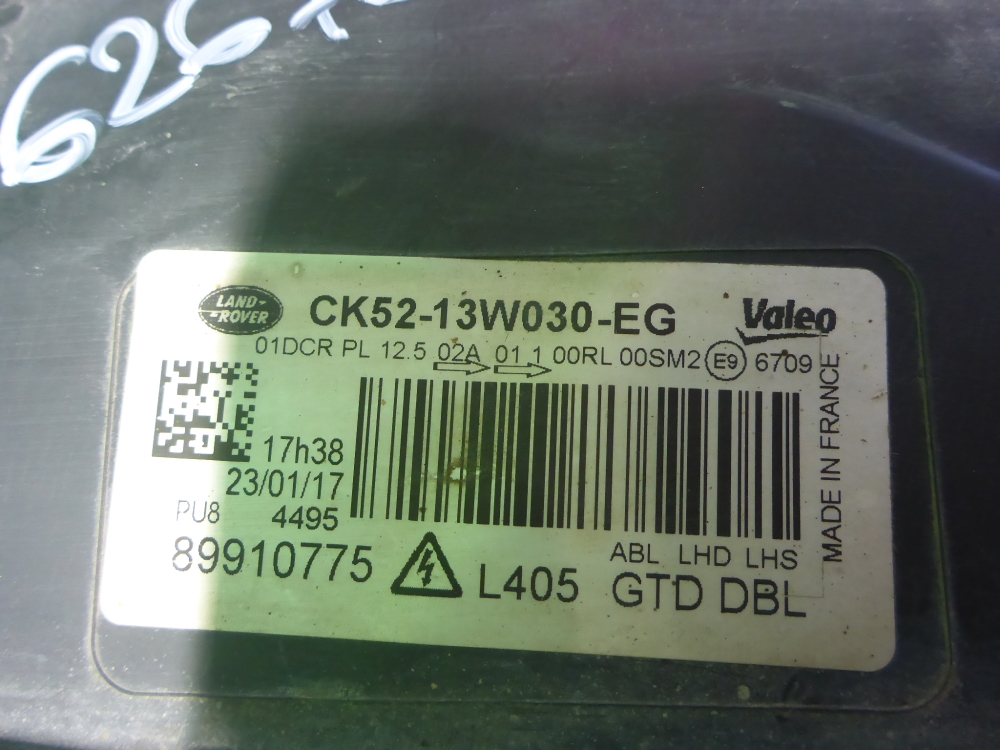 626
LAND-
-ROVER
CK52-13W030-EG
Valeo
01DCR PL 12.5 02A 01.1 00RL 00SM2 E9 6709
17h38
23/01/17
PU8 4495
89910775
L405
ABL LHD LHS
GTD DBL
MADE IN FRANCE